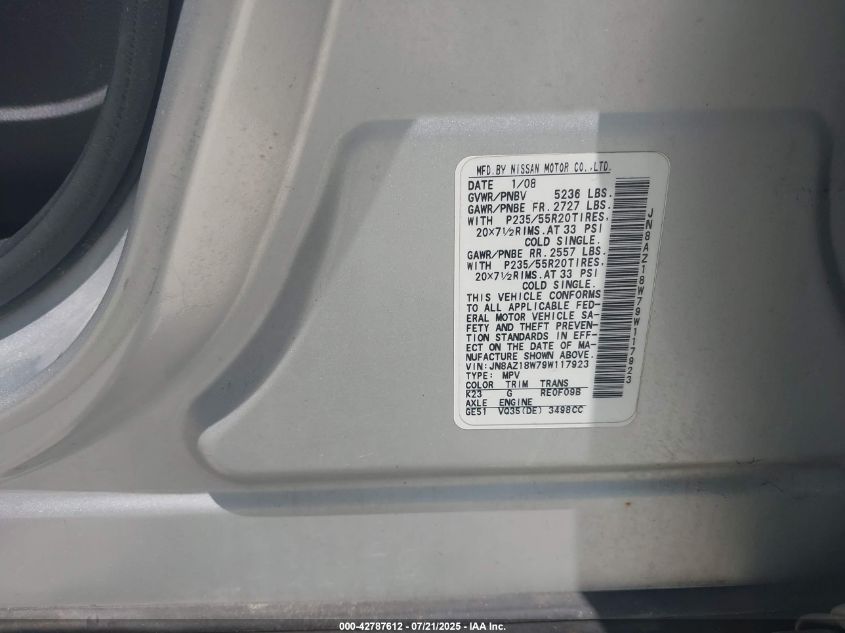 MFD.BY NISSAN MOTOR CO.,LTD.
DATE 1/08
GVWR/PNBV 5236 LBS.
GAWR/PNBE FR. 2727 LBS.
WITH P235/55R20TIRES.
20×7½RIMS.AT 33 PSI
COLD SINGLE.
GAWR/PNBE RR. 2557 LBS.
WITH P235/55R20TIRES.
20×7½RIMS.AT 33 PSI
COLD SINGLE.
THIS VEHICLE CONFORMS
TO ALL APPLICABLE FED-
ERAL MOTOR VEHICLE SA-
FETY AND THEFT PREVEN-
TION STANDARDS IN EFF-
ECT ON THE DATE OF MA-
NUFACTURE SHOWN ABOVE.
VIN:JN8AZ18W79W117923
TYPE: MPV
COLOR TRIM TRANS
K23 G RE0F09B
AXLE ENGINE
GE51 VQ35(DE) 3498CC
JN8AZ18W79W117923
000-42787612 - 07/21/2025 - IAA Inc.